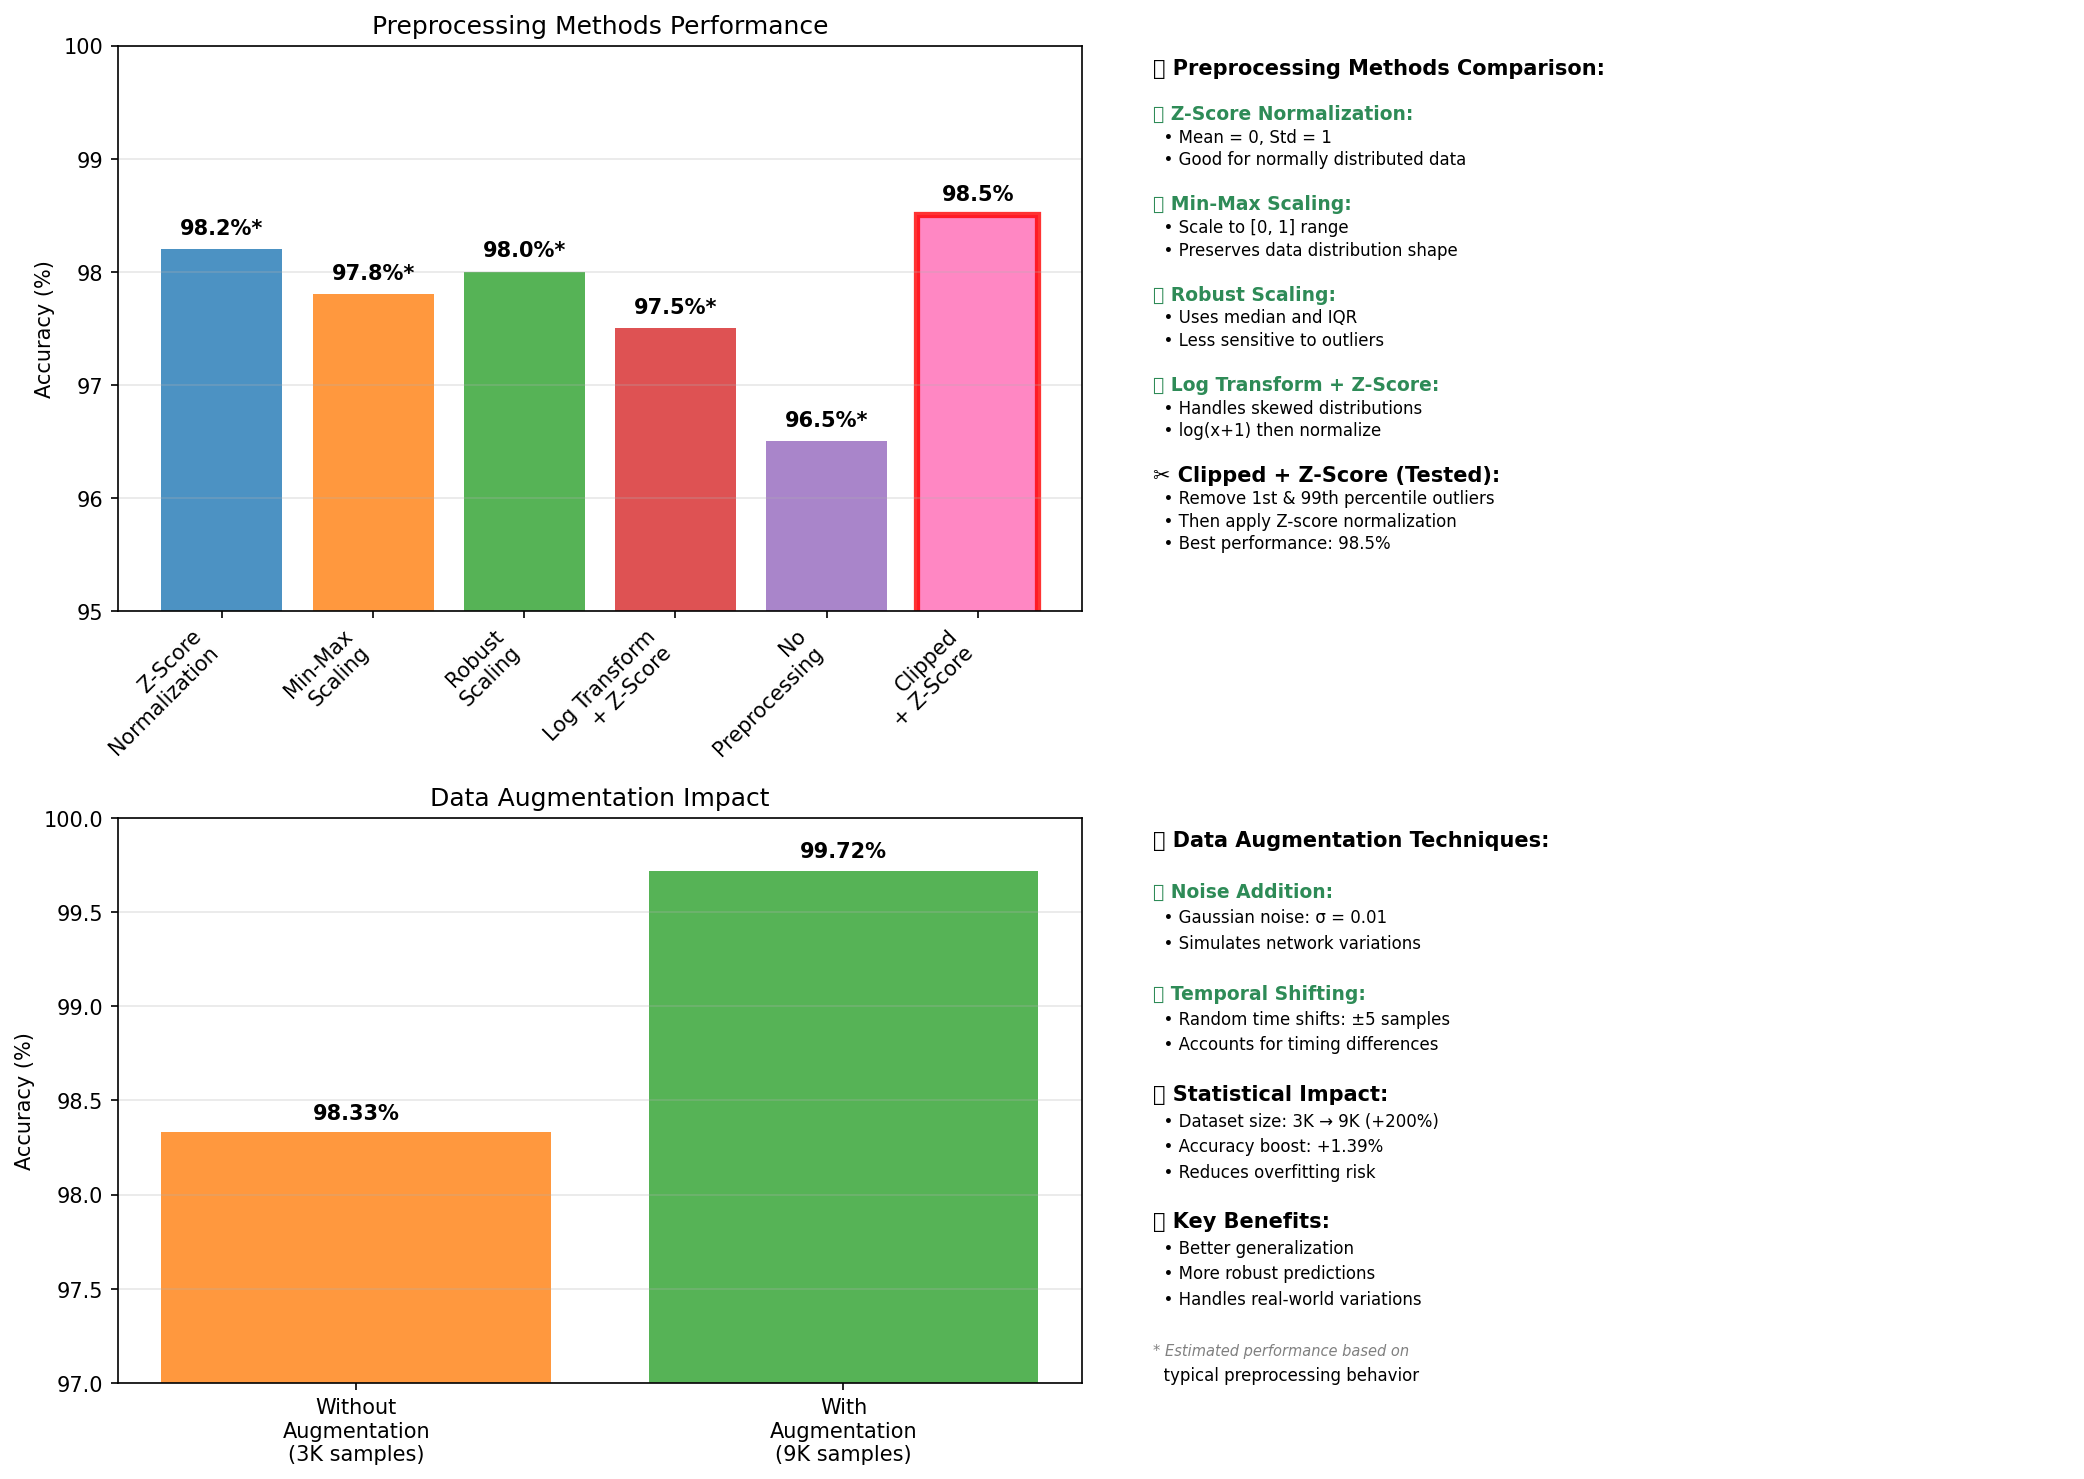 Preprocessing Methods Performance
100
99
98
97
96
95
Accuracy (%)
98.2%*
97.8%*
98.0%*
97.5%*
96.5%*
98.5%
Z-Score
Normalization
Min-Max
Scaling
Robust
Scaling
Log Transform
+ Z-Score
No
Preprocessing
Clipped
+ Z-Score
Preprocessing Methods Comparison:
Z-Score Normalization:
• Mean = 0, Std = 1
• Good for normally distributed data
Min-Max Scaling:
• Scale to [0, 1] range
• Preserves data distribution shape
Robust Scaling:
• Uses median and IQR
• Less sensitive to outliers
Log Transform + Z-Score:
• Handles skewed distributions
• log(x+1) then normalize
✂ Clipped + Z-Score (Tested):
• Remove 1st & 99th percentile outliers
• Then apply Z-score normalization
• Best performance: 98.5%
Data Augmentation Impact
100.0
99.5
99.0
98.5
98.0
97.5
97.0
Accuracy (%)
98.33%
99.72%
Without
Augmentation
(3K samples)
With
Augmentation
(9K samples)
Data Augmentation Techniques:
Noise Addition:
• Gaussian noise: σ = 0.01
• Simulates network variations
Temporal Shifting:
• Random time shifts: ±5 samples
• Accounts for timing differences
Statistical Impact:
• Dataset size: 3K → 9K (+200%)
• Accuracy boost: +1.39%
• Reduces overfitting risk
Key Benefits:
• Better generalization
• More robust predictions
• Handles real-world variations
* Estimated performance based on
typical preprocessing behavior